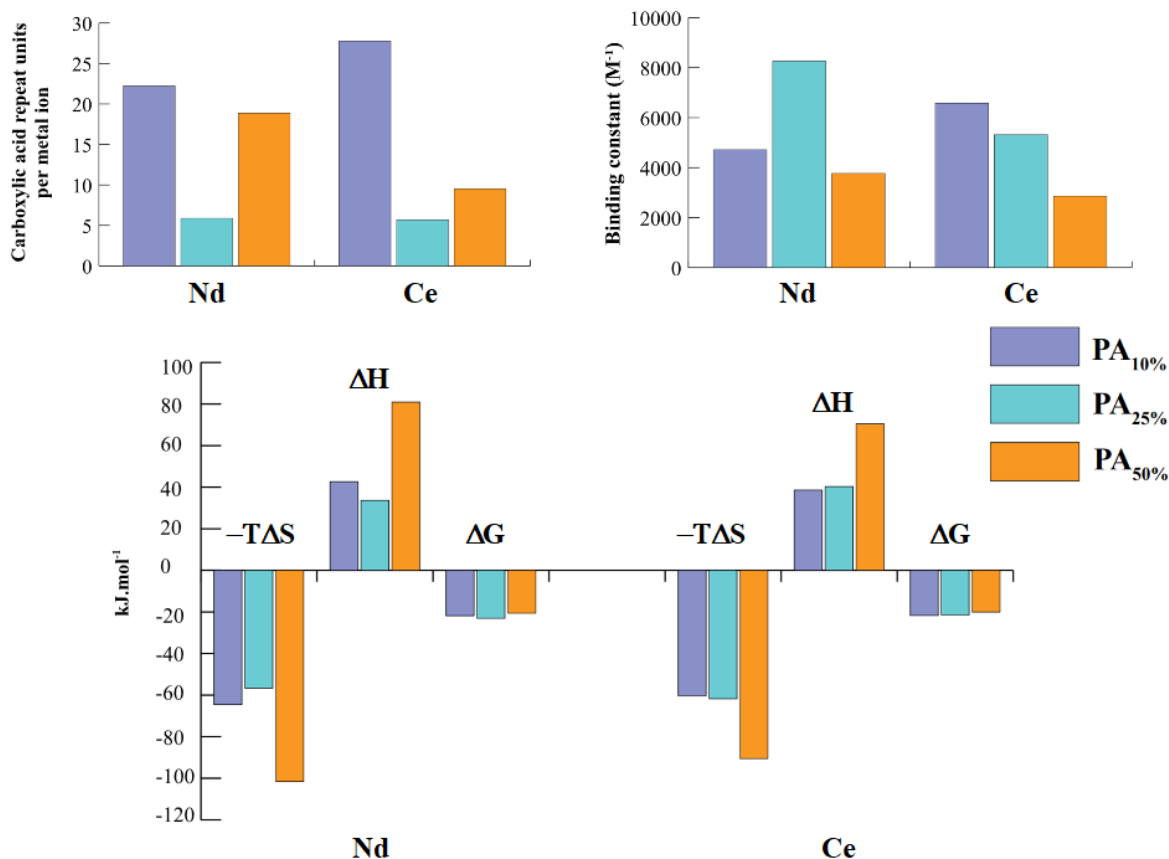 Carboxylic acid repeat units
per metal ion
30
25
20
15
10
5
0
Nd
Ce
Binding constant (M⁻¹)
10000
8000
6000
4000
2000
0
Nd
Ce
PA10%
PA25%
PA50%
kJ.mol⁻¹
100
80
60
40
20
0
-20
-40
-60
-80
-100
-120
–TΔS
ΔH
ΔG
–TΔS
ΔH
ΔG
Nd
Ce